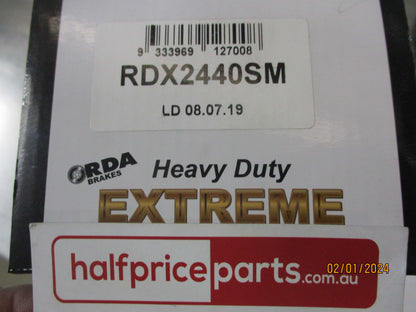 9 333969 127008
RDX2440SM
LD 08.07.19
RDA
BRAKES
Heavy Duty
EXTREME
halfpriceparts.com.au
02/01/2024